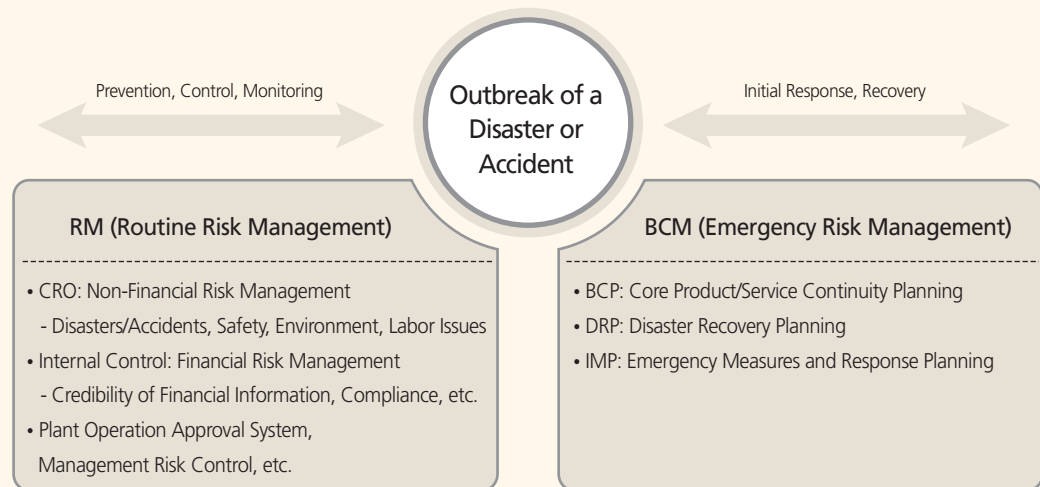 Prevention, Control, Monitoring
Outbreak of a
Disaster or
Accident
Initial Response, Recovery
RM (Routine Risk Management)
• CRO: Non-Financial Risk Management
- Disasters/Accidents, Safety, Environment, Labor Issues
• Internal Control: Financial Risk Management
- Credibility of Financial Information, Compliance, etc.
• Plant Operation Approval System,
Management Risk Control, etc.
BCM (Emergency Risk Management)
• BCP: Core Product/Service Continuity Planning
• DRP: Disaster Recovery Planning
• IMP: Emergency Measures and Response Planning